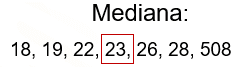 Mediana:
18, 19, 22, 23, 26, 28, 508